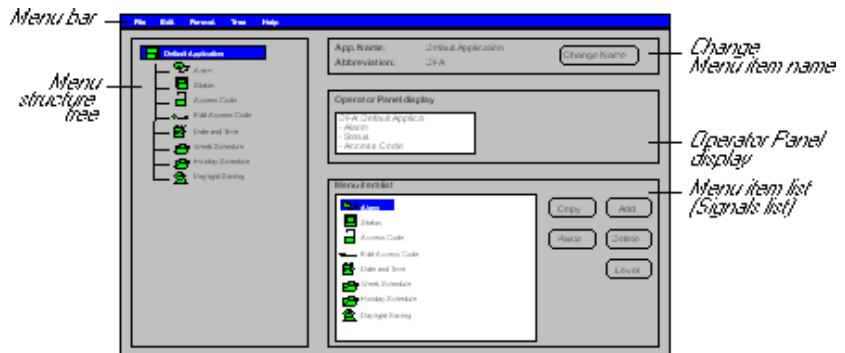 Menu bar
File Edit. Format. Tree Help
Menu
structure
tree
Default Application
Alarm
Status
Access Code
Edit Access Code
Date and Time
Week Schedule
Holiday Schedule
Daylight Saving
App. Name: Default Application
Abbreviation: DFA
Change Name
Change
Menu item name
Operator Panel display
DFA Default Applica
- Alarm
- Status
- Access Code
Operator Panel
display
Menu item list
Alarm
Status
Access Code
Edit Access Code
Date and Time
Week Schedule
Holiday Schedule
Daylight Saving
Copy Add
Paste Delete
Level
Menu item list
(Signals list)